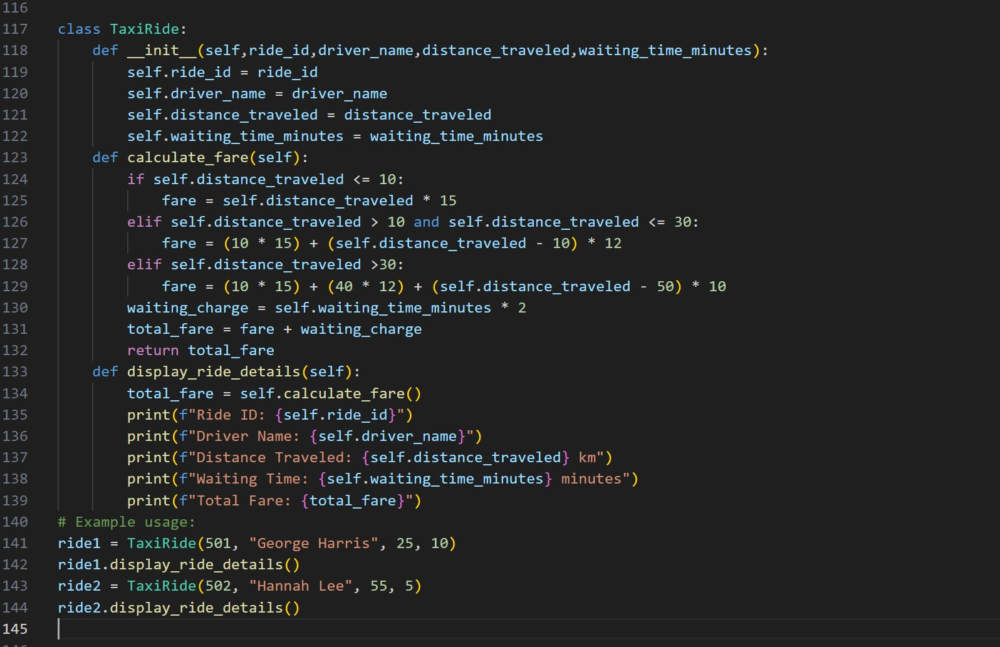 116
117 class TaxiRide:
118     def __init__(self,ride_id,driver_name,distance_traveled,waiting_time_minutes):
119         self.ride_id = ride_id
120         self.driver_name = driver_name
121         self.distance_traveled = distance_traveled
122         self.waiting_time_minutes = waiting_time_minutes
123     def calculate_fare(self):
124         if self.distance_traveled <= 10:
125             fare = self.distance_traveled * 15
126         elif self.distance_traveled > 10 and self.distance_traveled <= 30:
127             fare = (10 * 15) + (self.distance_traveled - 10) * 12
128         elif self.distance_traveled >30:
129             fare = (10 * 15) + (40 * 12) + (self.distance_traveled - 50) * 10
130         waiting_charge = self.waiting_time_minutes * 2
131         total_fare = fare + waiting_charge
132         return total_fare
133     def display_ride_details(self):
134         total_fare = self.calculate_fare()
135         print(f"Ride ID: {self.ride_id}")
136         print(f"Driver Name: {self.driver_name}")
137         print(f"Distance Traveled: {self.distance_traveled} km")
138         print(f"Waiting Time: {self.waiting_time_minutes} minutes")
139         print(f"Total Fare: {total_fare}")
140 # Example usage:
141 ride1 = TaxiRide(501, "George Harris", 25, 10)
142 ride1.display_ride_details()
143 ride2 = TaxiRide(502, "Hannah Lee", 55, 5)
144 ride2.display_ride_details()
145